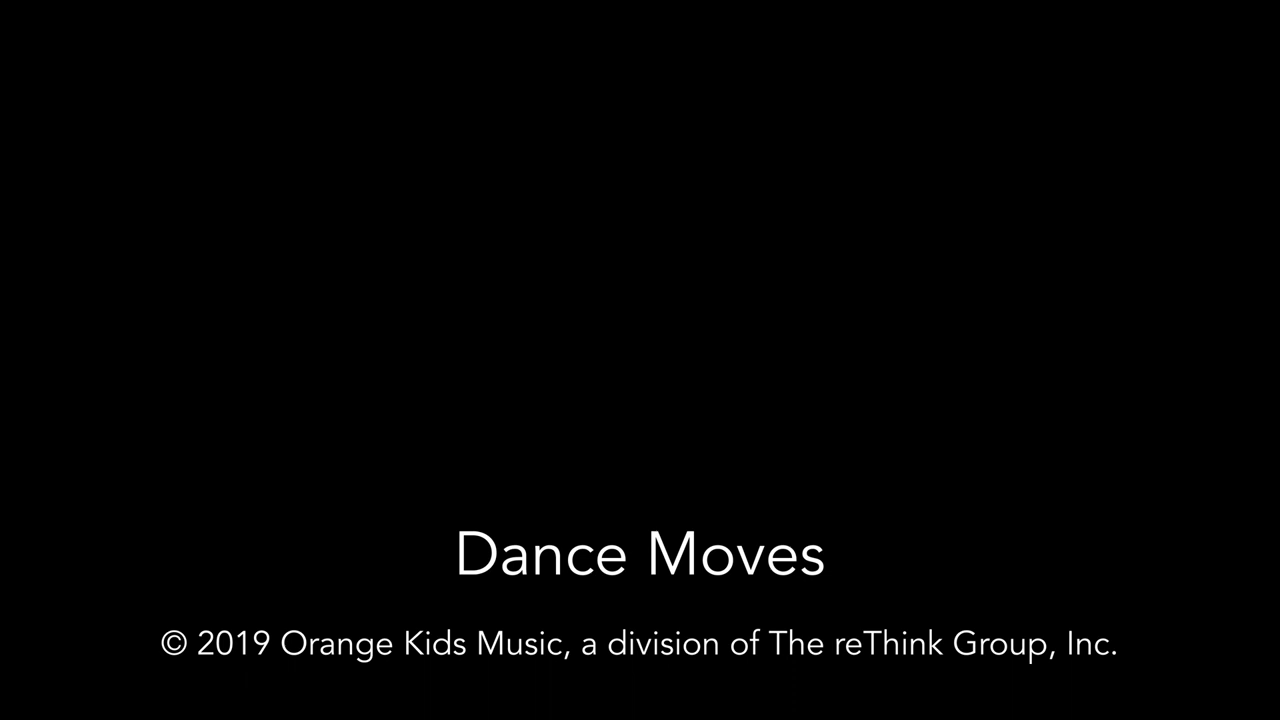 Dance Moves
© 2019 Orange Kids Music, a division of The reThink Group, Inc.